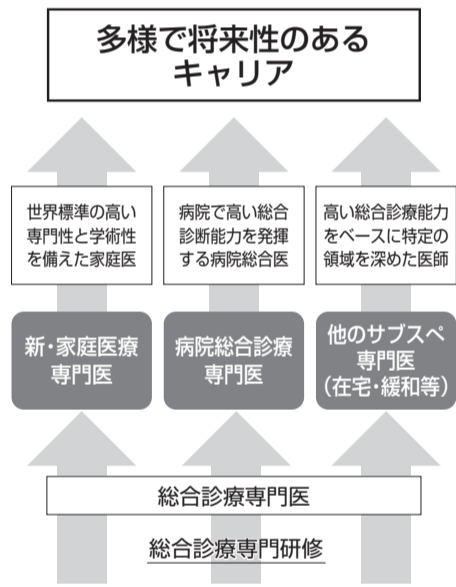 多様で将来性のある
キャリア
世界標準の高い
専門性と学術性
を備えた家庭医
病院で高い総合
診断能力を発揮
する病院総合医
高い総合診療能力
をベースに特定の
領域を深めた医師
新・家庭医療
専門医
病院総合診療
専門医
他のサブスペ
専門医
(在宅・緩和等)
総合診療専門医
総合診療専門研修